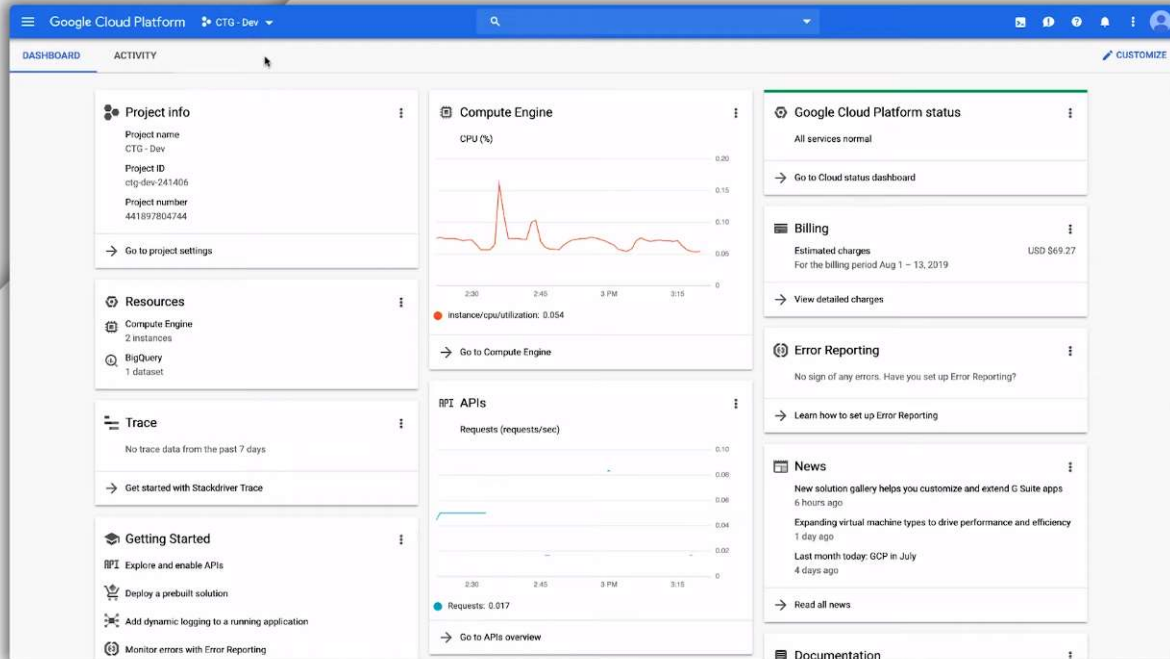 Google Cloud Platform CTG - Dev
DASHBOARD ACTIVITY CUSTOMIZE
Project info
Project name
CTG - Dev
Project ID
ctg-dev-241406
Project number
441897804744
Go to project settings
Resources
Compute Engine
2 instances
BigQuery
1 dataset
Trace
No trace data from the past 7 days
Get started with Stackdriver Trace
Getting Started
API Explore and enable APIs
Deploy a prebuilt solution
Add dynamic logging to a running application
Monitor errors with Error Reporting
Compute Engine
CPU (%)
0.20
0.15
0.10
0.05
0
2:30 2:45 3 PM 3:15
instance/cpu/utilization: 0.054
Go to Compute Engine
API APIs
Requests (requests/sec)
0.10
0.08
0.06
0.04
0.02
0
2:30 2:45 3 PM 3:15
Requests: 0.017
Go to APIs overview
Google Cloud Platform status
All services normal
Go to Cloud status dashboard
Billing
Estimated charges USD $69.27
For the billing period Aug 1 – 13, 2019
View detailed charges
Error Reporting
No sign of any errors. Have you set up Error Reporting?
Learn how to set up Error Reporting
News
New solution gallery helps you customize and extend G Suite apps
6 hours ago
Expanding virtual machine types to drive performance and efficiency
1 day ago
Last month today: GCP in July
4 days ago
Read all news
Documentation